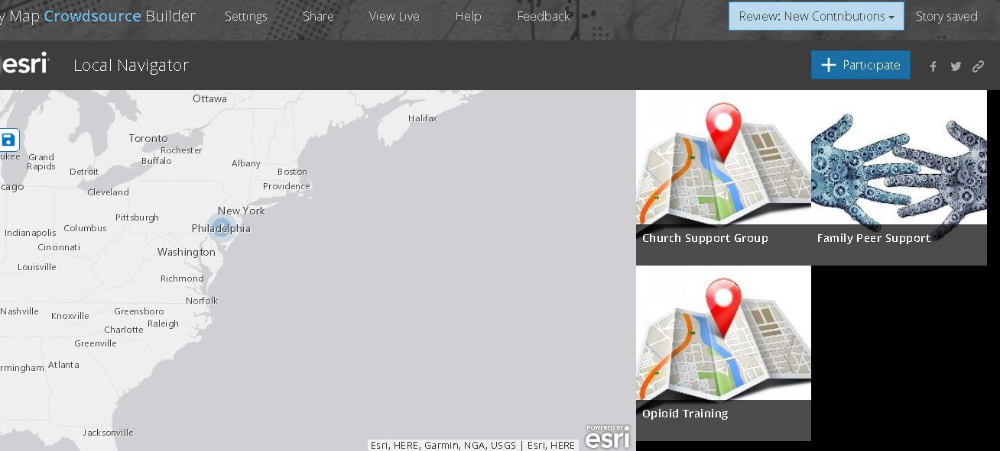 y Map Crowdsource Builder Settings Share View Live Help Feedback Review: New Contributions Story saved
esri Local Navigator + Participate
Ottawa
Halifax
Toronto
Rochester
ukee Grand Rapids Buffalo
Albany
Detroit
Boston
cago
Providence
Cleveland
New York
Pittsburgh
Columbus
Philadelphia
Indianapolis
Cincinnati
Washington
Louisville
Richmond
Norfolk
Nashville Knoxville Greensboro
Raleigh
Charlotte
Greenville
rmingham Atlanta
Jacksonville
Esri, HERE, Garmin, NGA, USGS | Esri, HERE
POWERED BY
esri
Church Support Group
Family Peer Support
Opioid Training